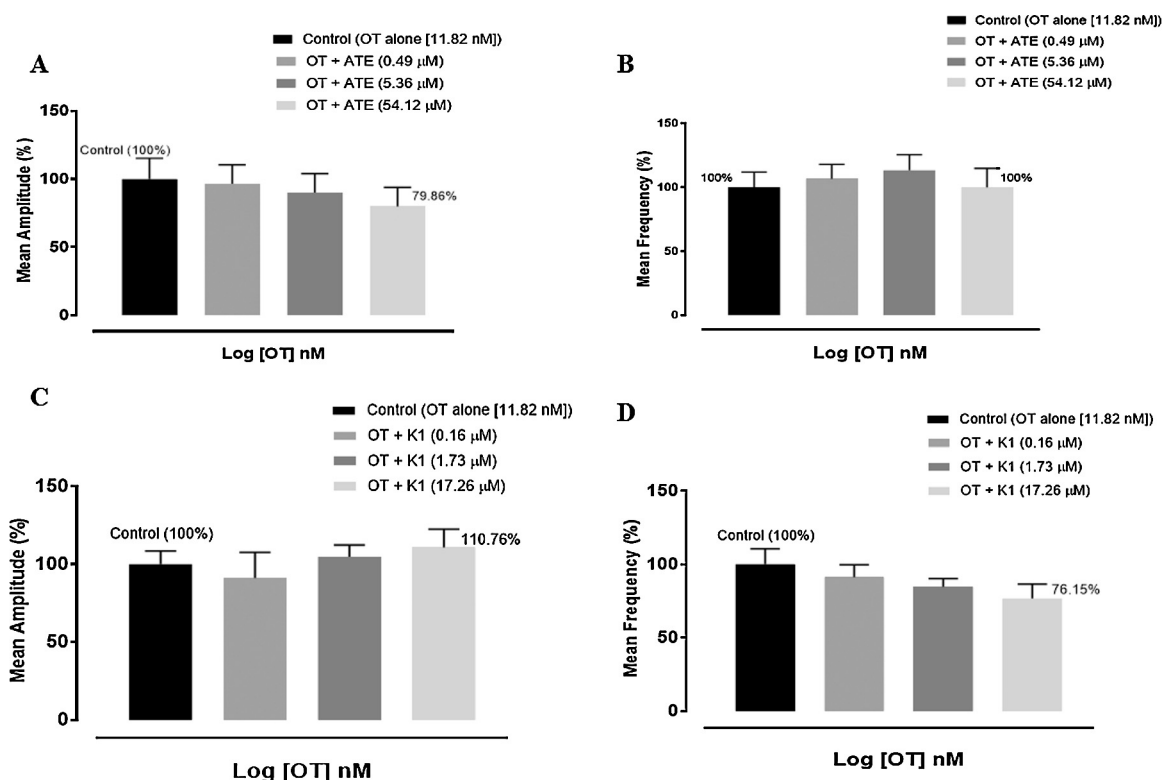 A
Control (OT alone [11.82 nM])
OT + ATE (0.49 µM)
OT + ATE (5.36 µM)
OT + ATE (54.12 µM)
Mean Amplitude (%)
150
100
50
0
Control (100%)
79.86%
Log [OT] nM
B
Control (OT alone [11.82 nM])
OT + ATE (0.49 µM)
OT + ATE (5.36 µM)
OT + ATE (54.12 µM)
Mean Frequency (%)
150
100
50
0
100%
100%
Log [OT] nM
C
Control (OT alone [11.82 nM])
OT + K1 (0.16 µM)
OT + K1 (1.73 µM)
OT + K1 (17.26 µM)
Mean Amplitude (%)
150
100
50
0
Control (100%)
110.76%
Log [OT] nM
D
Control (OT alone [11.82 nM])
OT + K1 (0.16 µM)
OT + K1 (1.73 µM)
OT + K1 (17.26 µM)
Mean Frequency (%)
150
100
50
0
Control (100%)
76.15%
Log [OT] nM